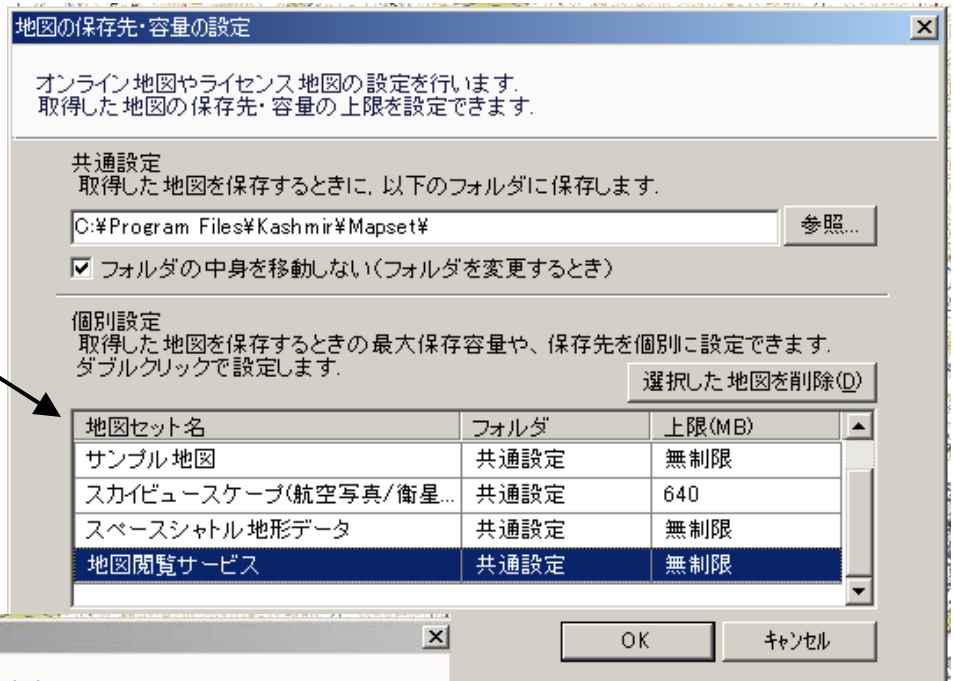 地図の保存先・容量の設定
オンライン地図やライセンス地図の設定を行います.
取得した地図の保存先・容量の上限を設定できます.
共通設定
取得した地図を保存するときに, 以下のフォルダに保存します.
C:¥Program Files¥Kashmir¥Mapset¥ 参照...
フォルダの中身を移動しない(フォルダを変更するとき)
個別設定
取得した地図を保存するときの最大保存容量や、保存先を個別に設定できます.
ダブルクリックで設定します.
選択した地図を削除(D)
地図セット名 フォルダ 上限(MB)
サンプル地図 共通設定 無制限
スカイビュースケープ(航空写真/衛星... 共通設定 640
スペースシャトル地形データ 共通設定 無制限
地図閲覧サービス 共通設定 無制限
OK キャンセル